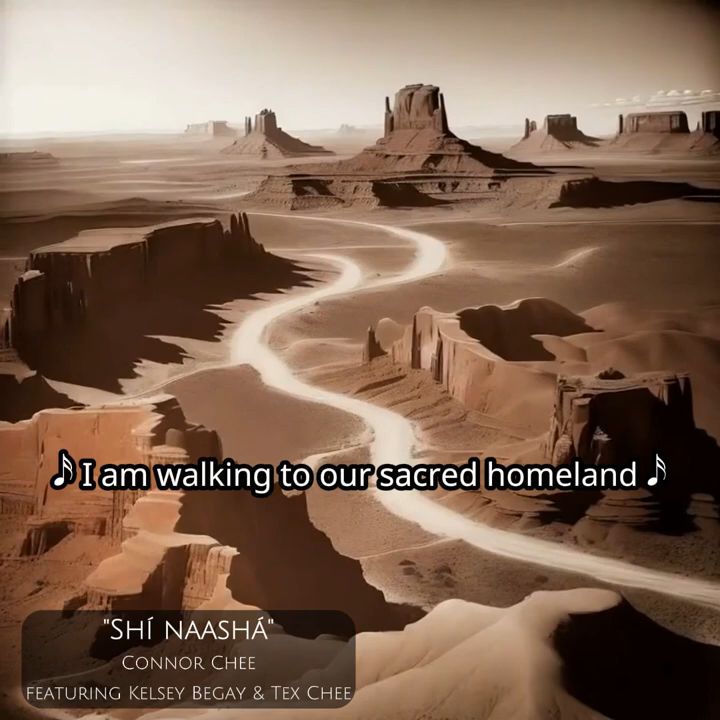 ♪ I am walking to our sacred homeland ♪
"Shí naashá"
Connor Chee
featuring Kelsey Begay & Tex Chee